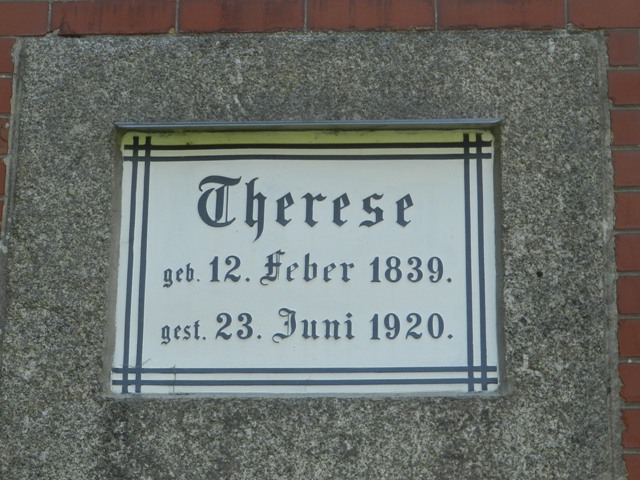 Therese
geb. 12. Feber 1839.
gest. 23. Juni 1920.